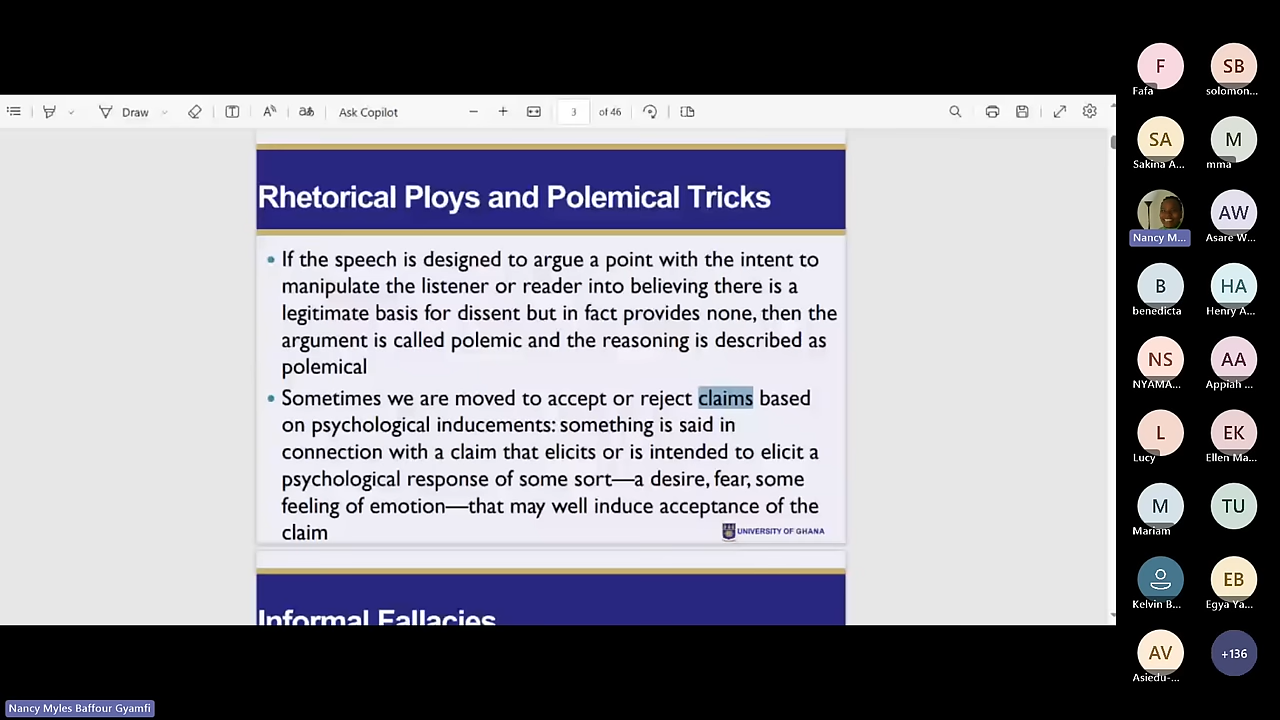 Draw
Ask Copilot
3 of 46
Rhetorical Ploys and Polemical Tricks
• If the speech is designed to argue a point with the intent to
manipulate the listener or reader into believing there is a
legitimate basis for dissent but in fact provides none, then the
argument is called polemic and the reasoning is described as
polemical
• Sometimes we are moved to accept or reject claims based
on psychological inducements: something is said in
connection with a claim that elicits or is intended to elicit a
psychological response of some sort—a desire, fear, some
feeling of emotion—that may well induce acceptance of the
claim
UNIVERSITY OF GHANA
Informal Fallacies
F
SB
Fafa
solomon...
SA
M
Sakina A...
mma
AW
Nancy M...
Asare W...
B
HA
benedicta
Henry A...
NS
AA
NYAMA...
Appiah ...
L
EK
Lucy
Ellen Ma...
M
TU
Mariam
EB
Kelvin B...
Egya Ya...
AV
+136
Asiedu-...
Nancy Myles Baffour Gyamfi